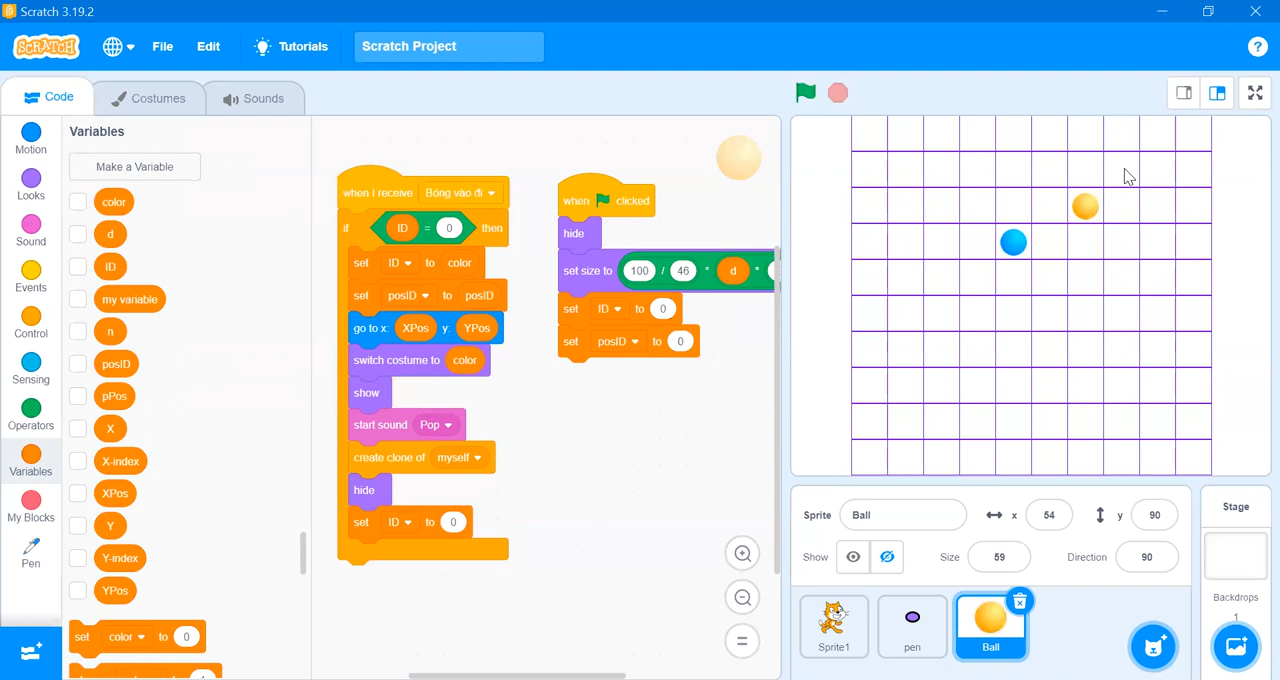 Scratch 3.19.2
SCRATCH
File
Edit
Tutorials
Scratch Project
?
Code
Costumes
Sounds
Motion
Looks
Sound
Events
Control
Sensing
Operators
Variables
My Blocks
Pen
Variables
Make a Variable
color
d
ID
my variable
n
posID
pPos
X
X-index
XPos
Y
Y-index
YPos
set color to 0
when I receive Bóng vào đi
if ID = 0 then
set ID to color
set posID to posID
go to x: XPos y: YPos
switch costume to color
show
start sound Pop
create clone of myself
hide
set ID to 0
when clicked
hide
set size to 100 / 46 * d *
set ID to 0
set posID to 0
Sprite Ball
x 54
y 90
Show
Size 59
Direction 90
Sprite1
pen
Ball
Stage
Backdrops
1